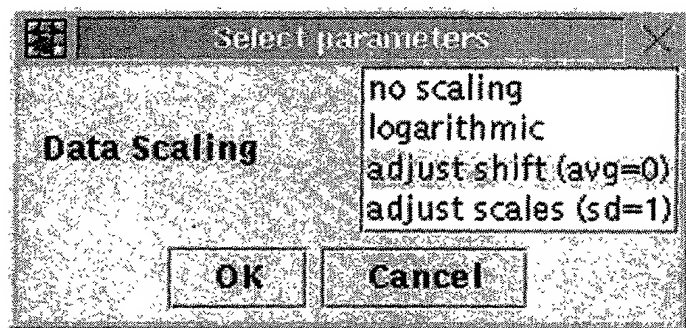 Select parameters
no scaling
logarithmic
Data Scaling
adjust shift (avg=0)
adjust scales (sd=1)
OK
Cancel